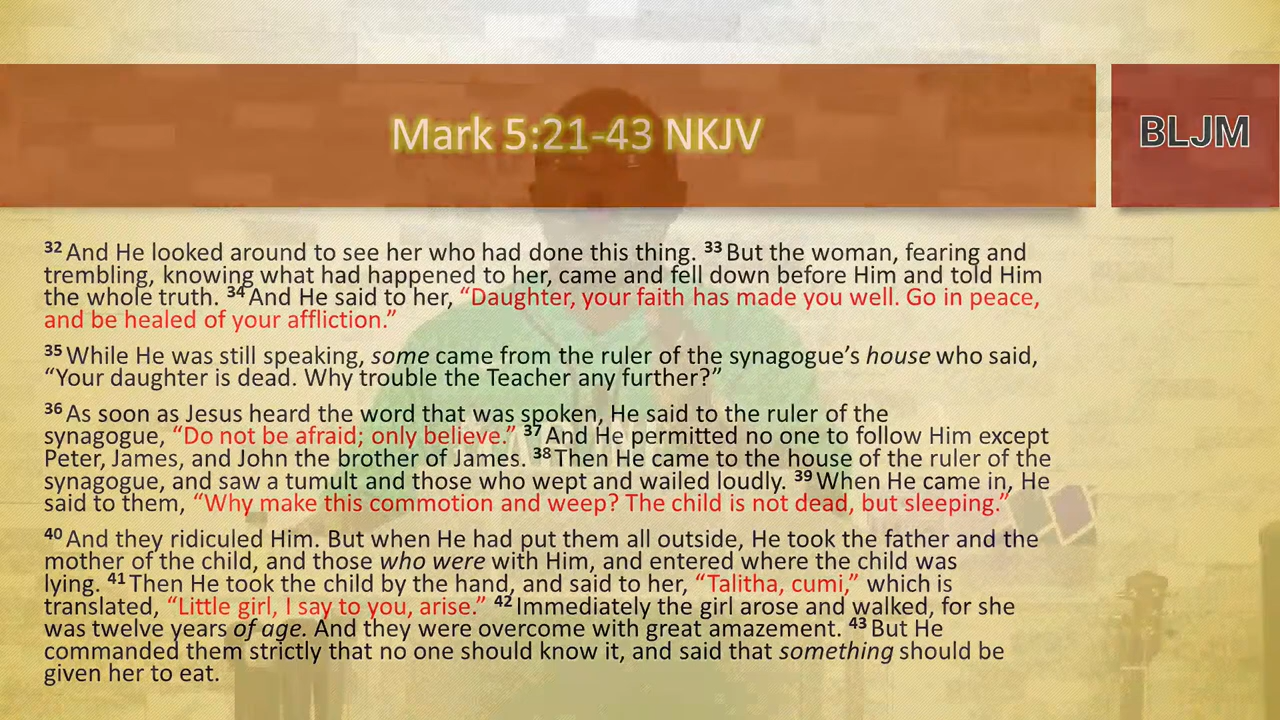 Mark 5:21-43 NKJV
BLJM
32 And He looked around to see her who had done this thing. 33 But the woman, fearing and
trembling, knowing what had happened to her, came and fell down before Him and told Him
the whole truth. 34 And He said to her, “Daughter, your faith has made you well. Go in peace,
and be healed of your affliction.”
35 While He was still speaking, some came from the ruler of the synagogue’s house who said,
“Your daughter is dead. Why trouble the Teacher any further?”
36 As soon as Jesus heard the word that was spoken, He said to the ruler of the
synagogue, “Do not be afraid; only believe.” 37 And He permitted no one to follow Him except
Peter, James, and John the brother of James. 38 Then He came to the house of the ruler of the
synagogue, and saw a tumult and those who wept and wailed loudly. 39 When He came in, He
said to them, “Why make this commotion and weep? The child is not dead, but sleeping.”
40 And they ridiculed Him. But when He had put them all outside, He took the father and the
mother of the child, and those who were with Him, and entered where the child was
lying. 41 Then He took the child by the hand, and said to her, “Talitha, cumi,” which is
translated, “Little girl, I say to you, arise.” 42 Immediately the girl arose and walked, for she
was twelve years of age. And they were overcome with great amazement. 43 But He
commanded them strictly that no one should know it, and said that something should be
given her to eat.